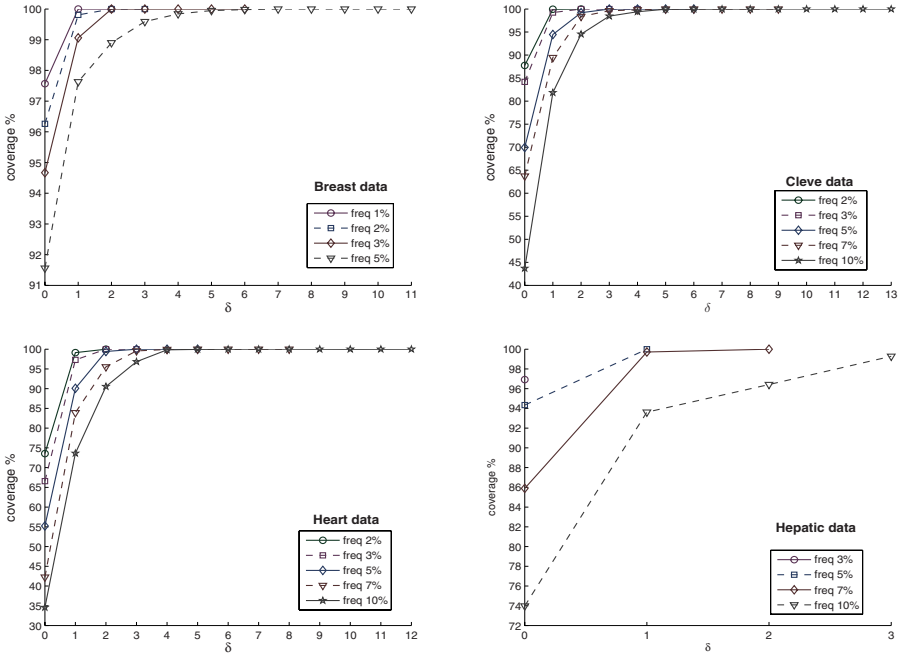 100
99
98
97
96
95
94
93
92
91
coverage %
0 1 2 3 4 5 6 7 8 9 10 11
δ
Breast data
freq 1%
freq 2%
freq 3%
freq 5%
100
95
90
85
80
75
70
65
60
55
50
45
40
coverage %
0 1 2 3 4 5 6 7 8 9 10 11 12 13
δ
Cleve data
freq 2%
freq 3%
freq 5%
freq 7%
freq 10%
100
95
90
85
80
75
70
65
60
55
50
45
40
35
30
coverage %
0 1 2 3 4 5 6 7 8 9 10 11 12
δ
Heart data
freq 2%
freq 3%
freq 5%
freq 7%
freq 10%
100
98
96
94
92
90
88
86
84
82
80
78
76
74
72
coverage %
0 1 2 3
δ
Hepatic data
freq 3%
freq 5%
freq 7%
freq 10%